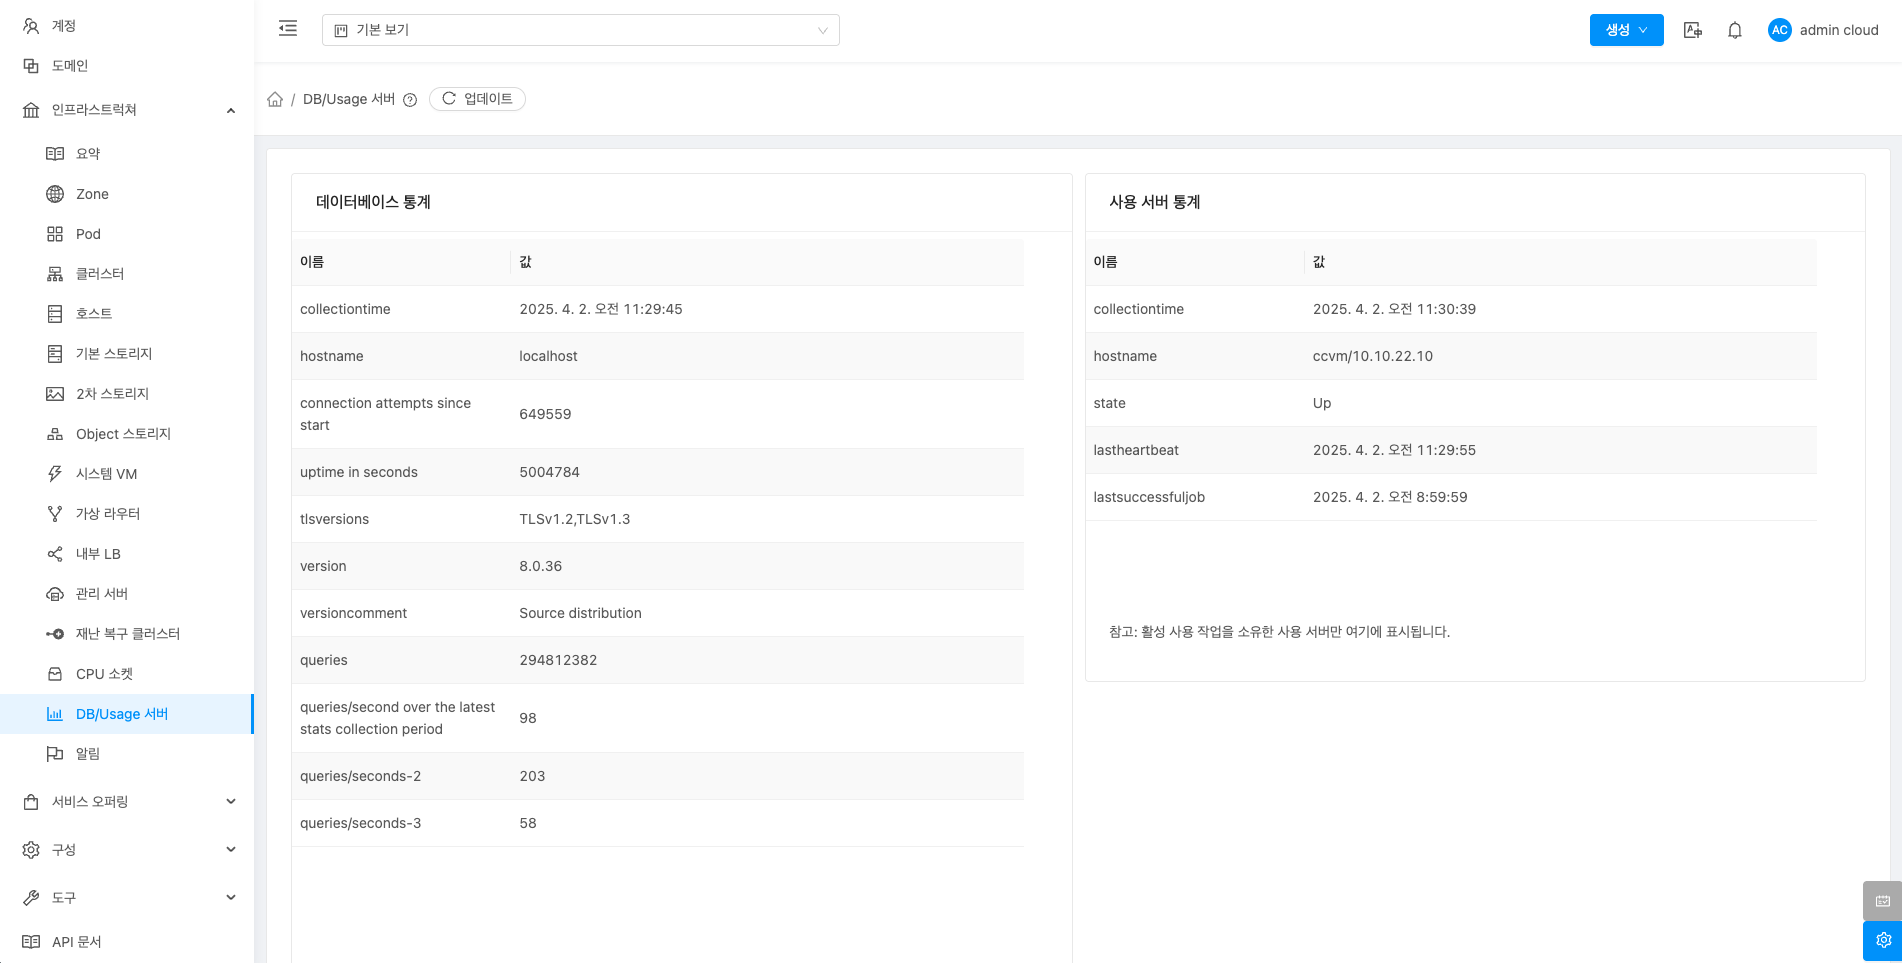 계정
도메인
인프라스트럭쳐
요약
Zone
Pod
클러스터
호스트
기본 스토리지
2차 스토리지
Object 스토리지
시스템 VM
가상 라우터
내부 LB
관리 서버
재난 복구 클러스터
CPU 소켓
DB/Usage 서버
알림
서비스 오퍼링
구성
도구
API 문서
기본 보기
생성
AC admin cloud
/ DB/Usage 서버 업데이트
데이터베이스 통계
이름 값
collectiontime 2025. 4. 2. 오전 11:29:45
hostname localhost
connection attempts since
start 649559
uptime in seconds 5004784
tlsversions TLSv1.2,TLSv1.3
version 8.0.36
versioncomment Source distribution
queries 294812382
queries/second over the latest
stats collection period 98
queries/seconds-2 203
queries/seconds-3 58
사용 서버 통계
이름 값
collectiontime 2025. 4. 2. 오전 11:30:39
hostname ccvm/10.10.22.10
state Up
lastheartbeat 2025. 4. 2. 오전 11:29:55
lastsuccessfuljob 2025. 4. 2. 오전 8:59:59
참고: 활성 사용 작업을 소유한 사용 서버만 여기에 표시됩니다.